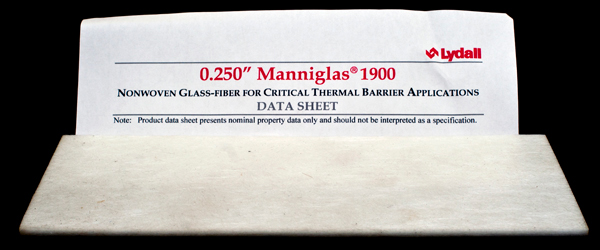 Lydall
0.250″ Manniglas® 1900
NONWOVEN GLASS-FIBER FOR CRITICAL THERMAL BARRIER APPLICATIONS
DATA SHEET
Note: Product data sheet presents nominal property data only and should not be interpreted as a specification.